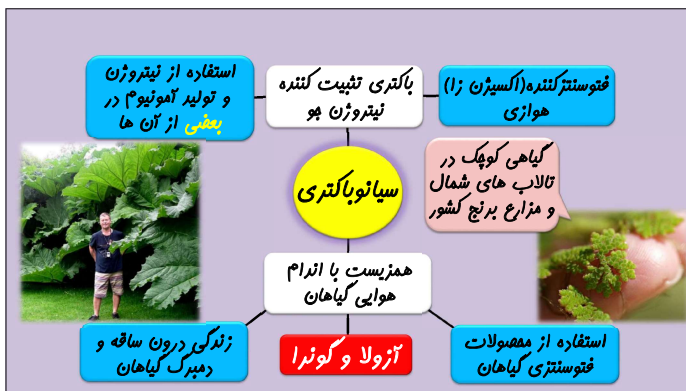 فتوسنتزکننده(اکسیژن زا)
هوازی
باکتری تثبیت کننده
نیتروژن جو
استفاده از نیتروژن
و تولید آمونیوم در
بعضی از آن ها
سیانوباکتری
گیاهی کوچک در
تالاب های شمال
و مزارع برنج کشور
همزیست با اندام
هوایی گیاهان
استفاده از محصولات
فتوسنتزی گیاهان
آزولا و گونرا
زندگی درون ساقه و
دمبرگ گیاهان